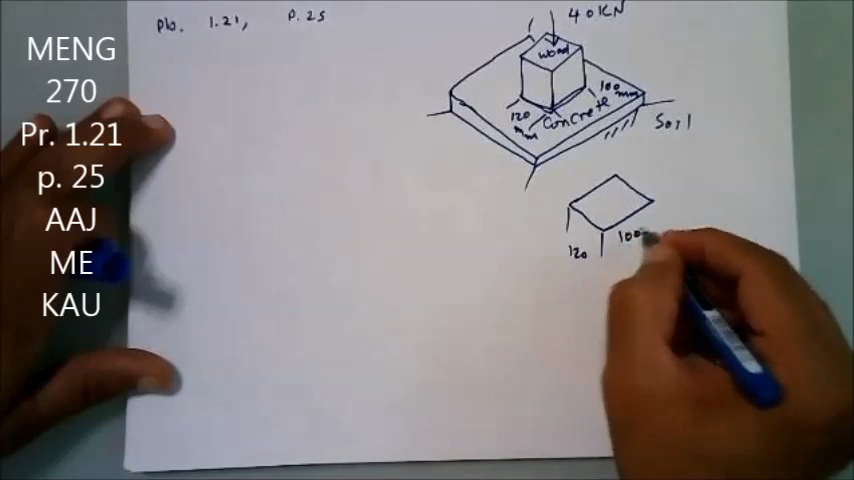 MENG
270
Pr. 1.21
p. 25
AAJ
ME
KAU
Pb. 1.21, P. 25
40KN
wood
100
mm
120
mm
Concrete
Soil
120
100